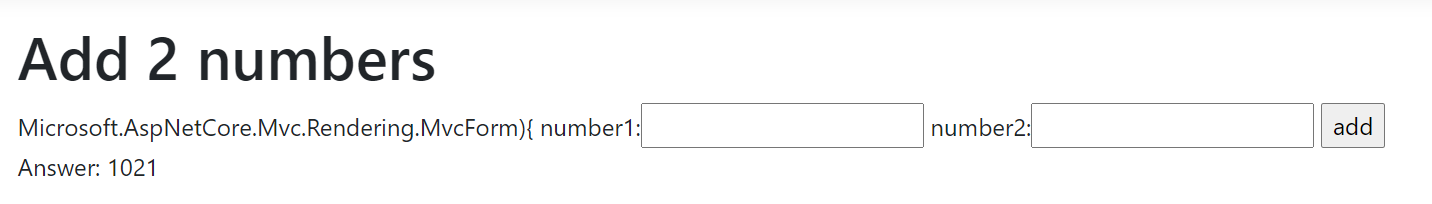 Add 2 numbers
Microsoft.AspNetCore.Mvc.Rendering.MvcForm){ number1: number2: add
Answer: 1021